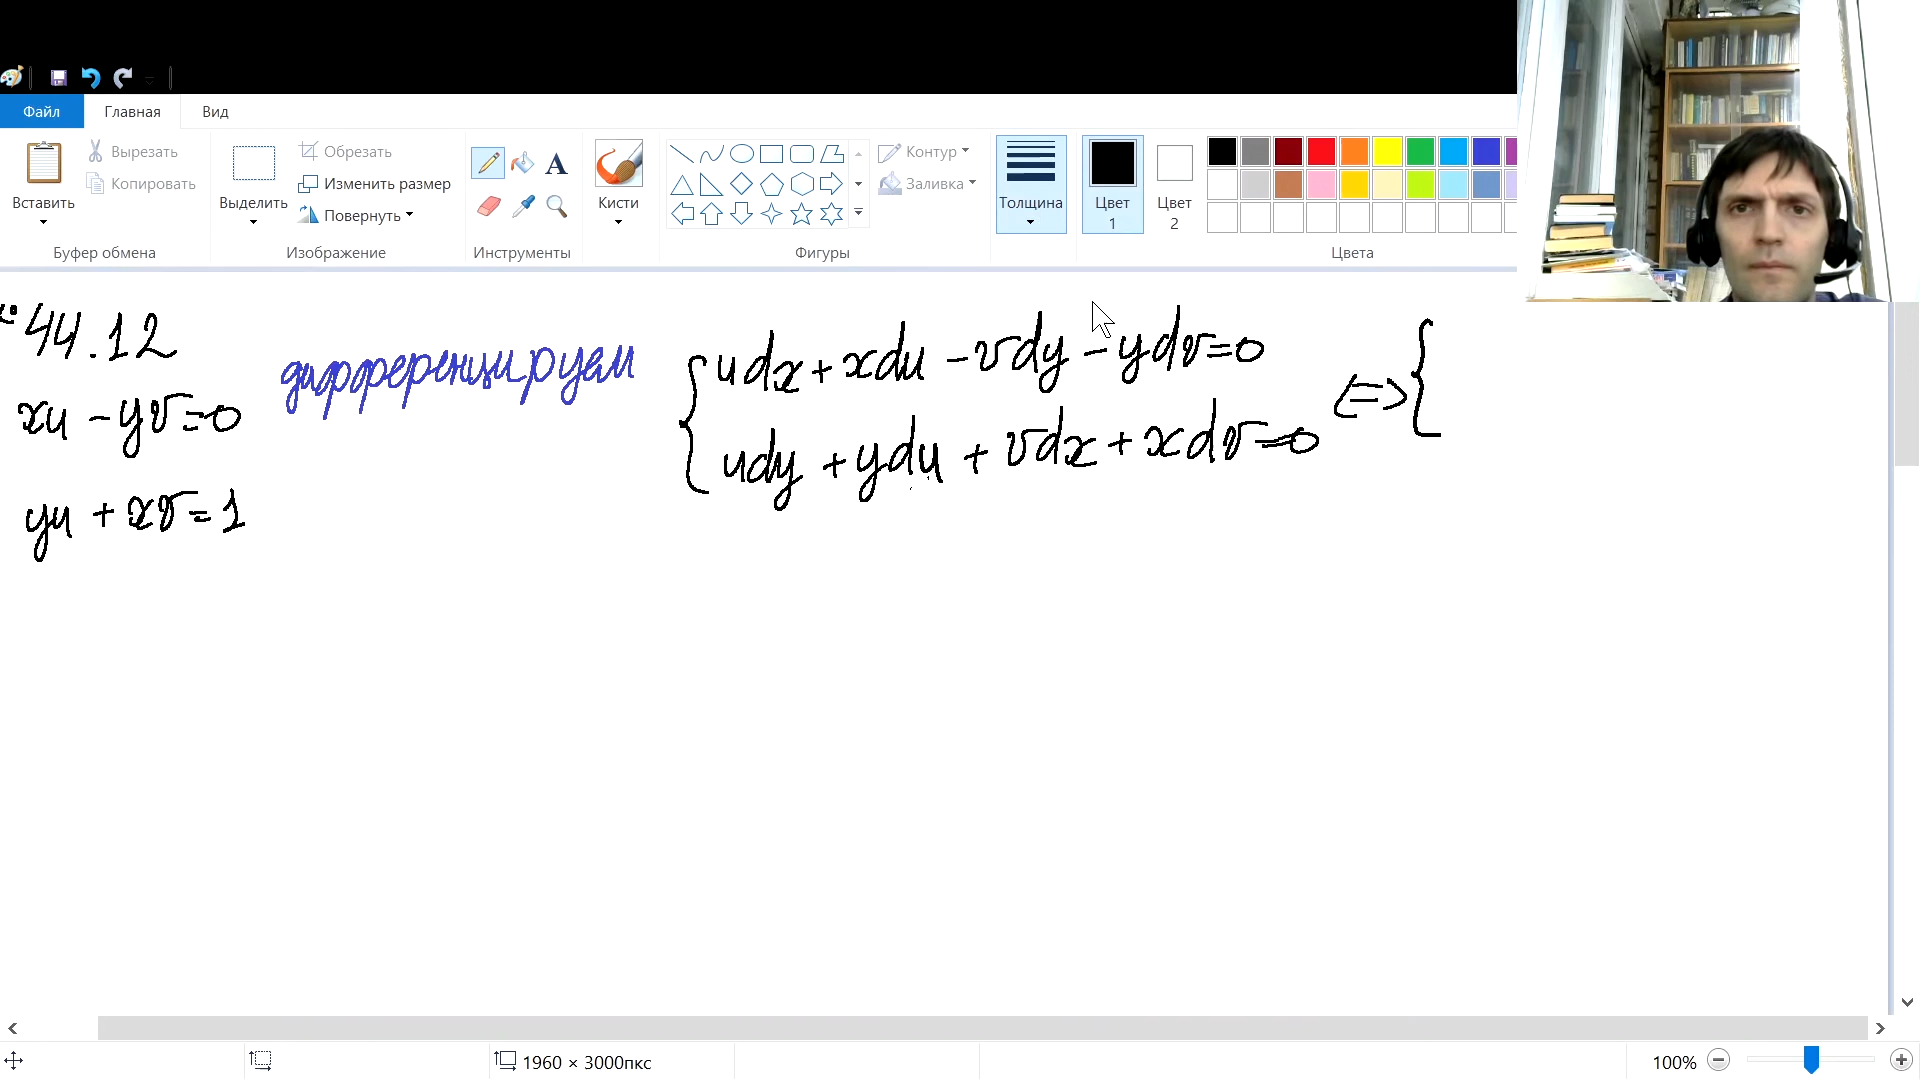 Файл Главная Вид
Вставить
Вырезать
Копировать
Буфер обмена
Выделить
Обрезать
Изменить размер
Повернуть
Изображение
A
Инструменты
Кисти
Фигуры
Контур
Заливка
Толщина
Цвет 1
Цвет 2
Цвета
44.12
xu - yv = 0
yu + xv = 1
дифференцируем
{ udx + xdu - vdy - ydv = 0
udy + ydu + vdx + xdv = 0
<=> {
1960 × 3000пкс
100%